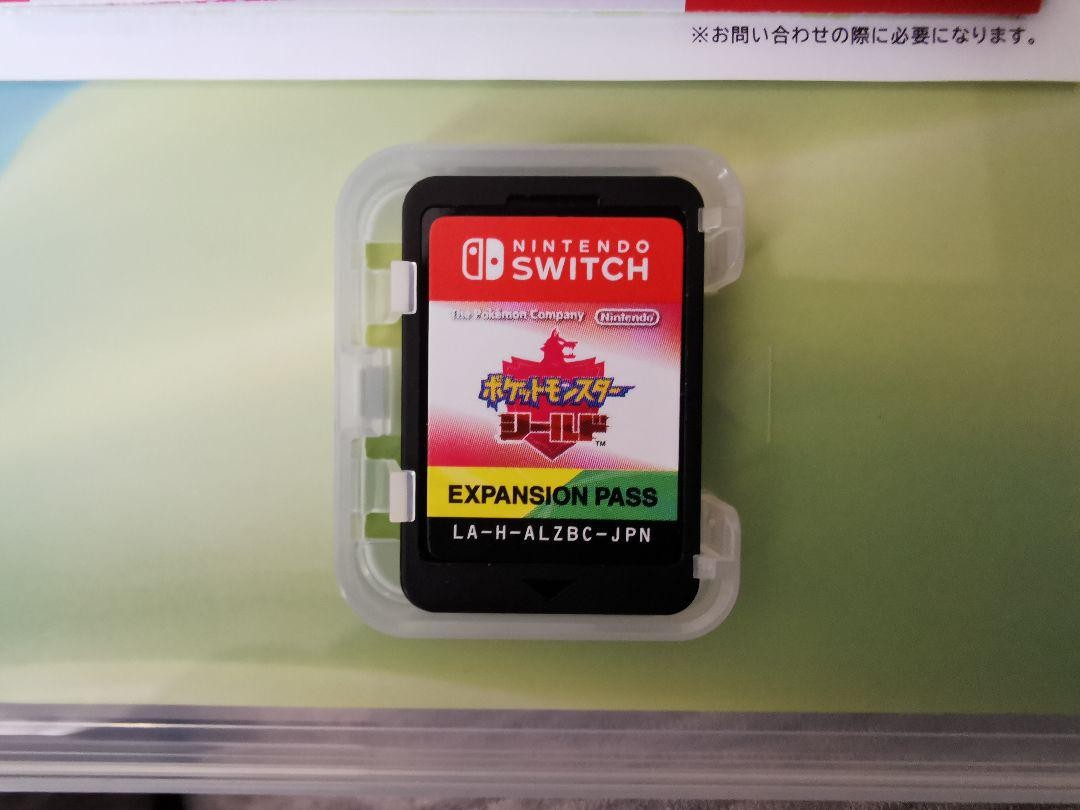 ※お問い合わせの際に必要になります。
NINTENDO
SWITCH
The Pokémon Company Nintendo
ポケットモンスター
シールド
TM
EXPANSION PASS
LA-H-ALZBC-JPN